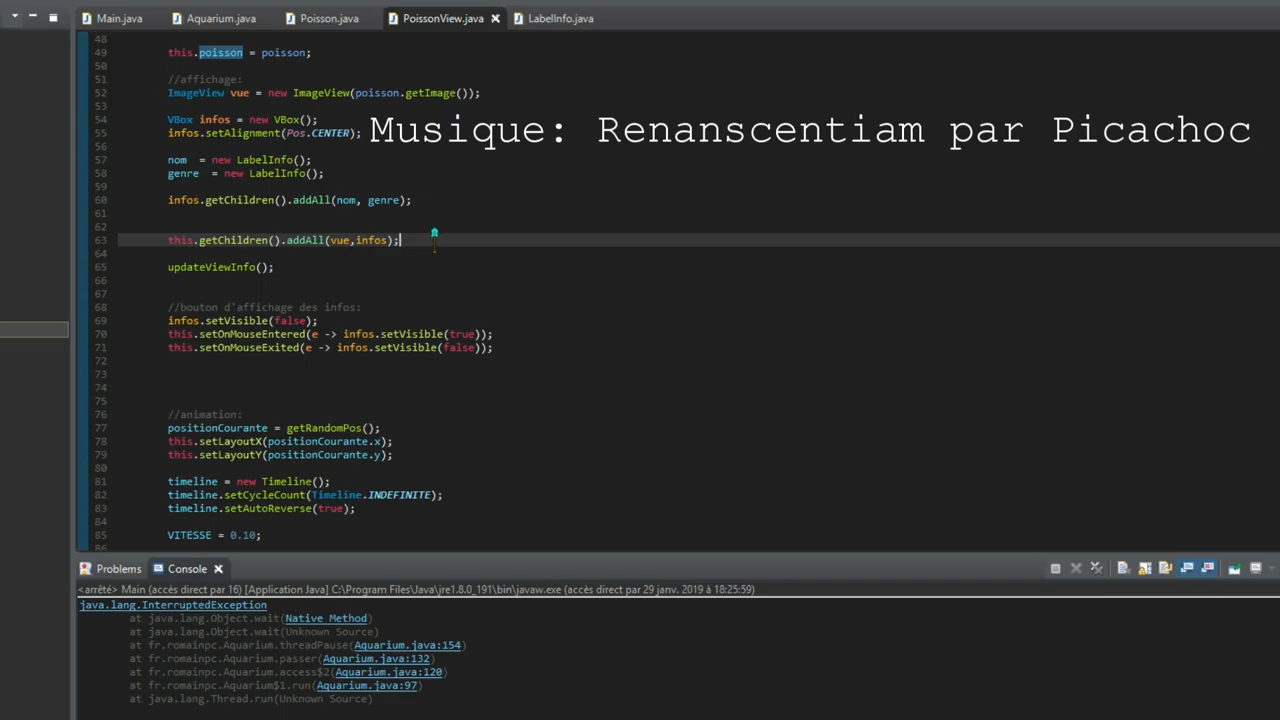 Main.java
Aquarium.java
Poisson.java
PoissonView.java
LabelInfo.java
48
49 this.poisson = poisson;
50
51 //affichage:
52 ImageView vue = new ImageView(poisson.getImage());
53
54 VBox infos = new VBox();
55 infos.setAlignment(Pos.CENTER);
Musique: Renanscentiam par Picachoc
56
57 nom = new LabelInfo();
58 genre = new LabelInfo();
59
60 infos.getChildren().addAll(nom, genre);
61
62
63 this.getChildren().addAll(vue,infos);
64
65 updateViewInfo();
66
67
68 //bouton d'affichage des infos:
69 infos.setVisible(false);
70 this.setOnMouseEntered(e -> infos.setVisible(true));
71 this.setOnMouseExited(e -> infos.setVisible(false));
72
73
74
75
76 //animation:
77 positionCourante = getRandomPos();
78 this.setLayoutX(positionCourante.x);
79 this.setLayoutY(positionCourante.y);
80
81 timeline = new Timeline();
82 timeline.setCycleCount(Timeline.INDEFINITE);
83 timeline.setAutoReverse(true);
84
85 VITESSE = 0.10;
86
Problems
Console
<arrêté> Main (accès direct par 16) [Application Java] C:\Program Files\Java\jre1.8.0_191\bin\javaw.exe (accès direct par 29 janv. 2019 à 18:25:59)
java.lang.InterruptedException
at java.lang.Object.wait(Native Method)
at java.lang.Object.wait(Unknown Source)
at fr.romainpc.Aquarium.threadPause(Aquarium.java:154)
at fr.romainpc.Aquarium.passer(Aquarium.java:132)
at fr.romainpc.Aquarium.access$2(Aquarium.java:120)
at fr.romainpc.Aquarium$1.run(Aquarium.java:97)
at java.lang.Thread.run(Unknown Source)